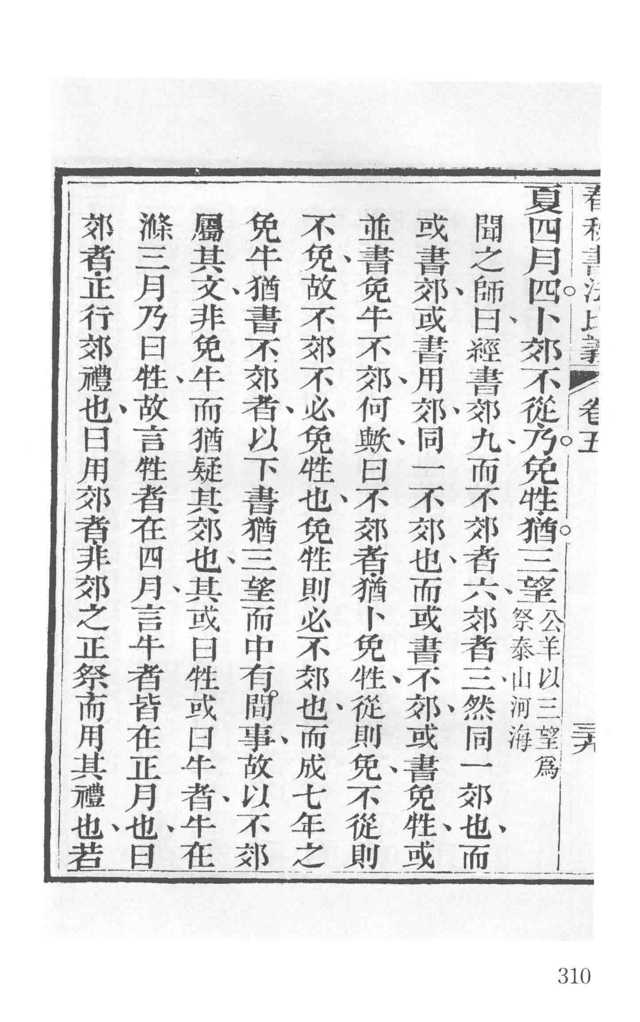 春秋書法氏義 卷五 三九
夏四月四卜郊不從乃免牲猶三望公羊以三望爲祭泰山河海
聞之師曰經書郊九而不郊者六郊者三然同一郊也而
或書郊或書用郊同一不郊也而或書不郊或書免牲或
並書免牛不郊何歟曰不郊者猶卜免牲從則免不從則
不免故不郊不必免牲也免牲則必不郊也而成七年之
免牛猶書不郊者以下書猶三望而中有間事故以不郊
屬其文非免牛而猶疑其郊也其或曰牲或曰牛者牛在
滌三月乃曰牲故言牲者在四月言牛者皆在正月也曰
郊者正行郊禮也曰用郊者非郊之正祭而用其禮也若
310